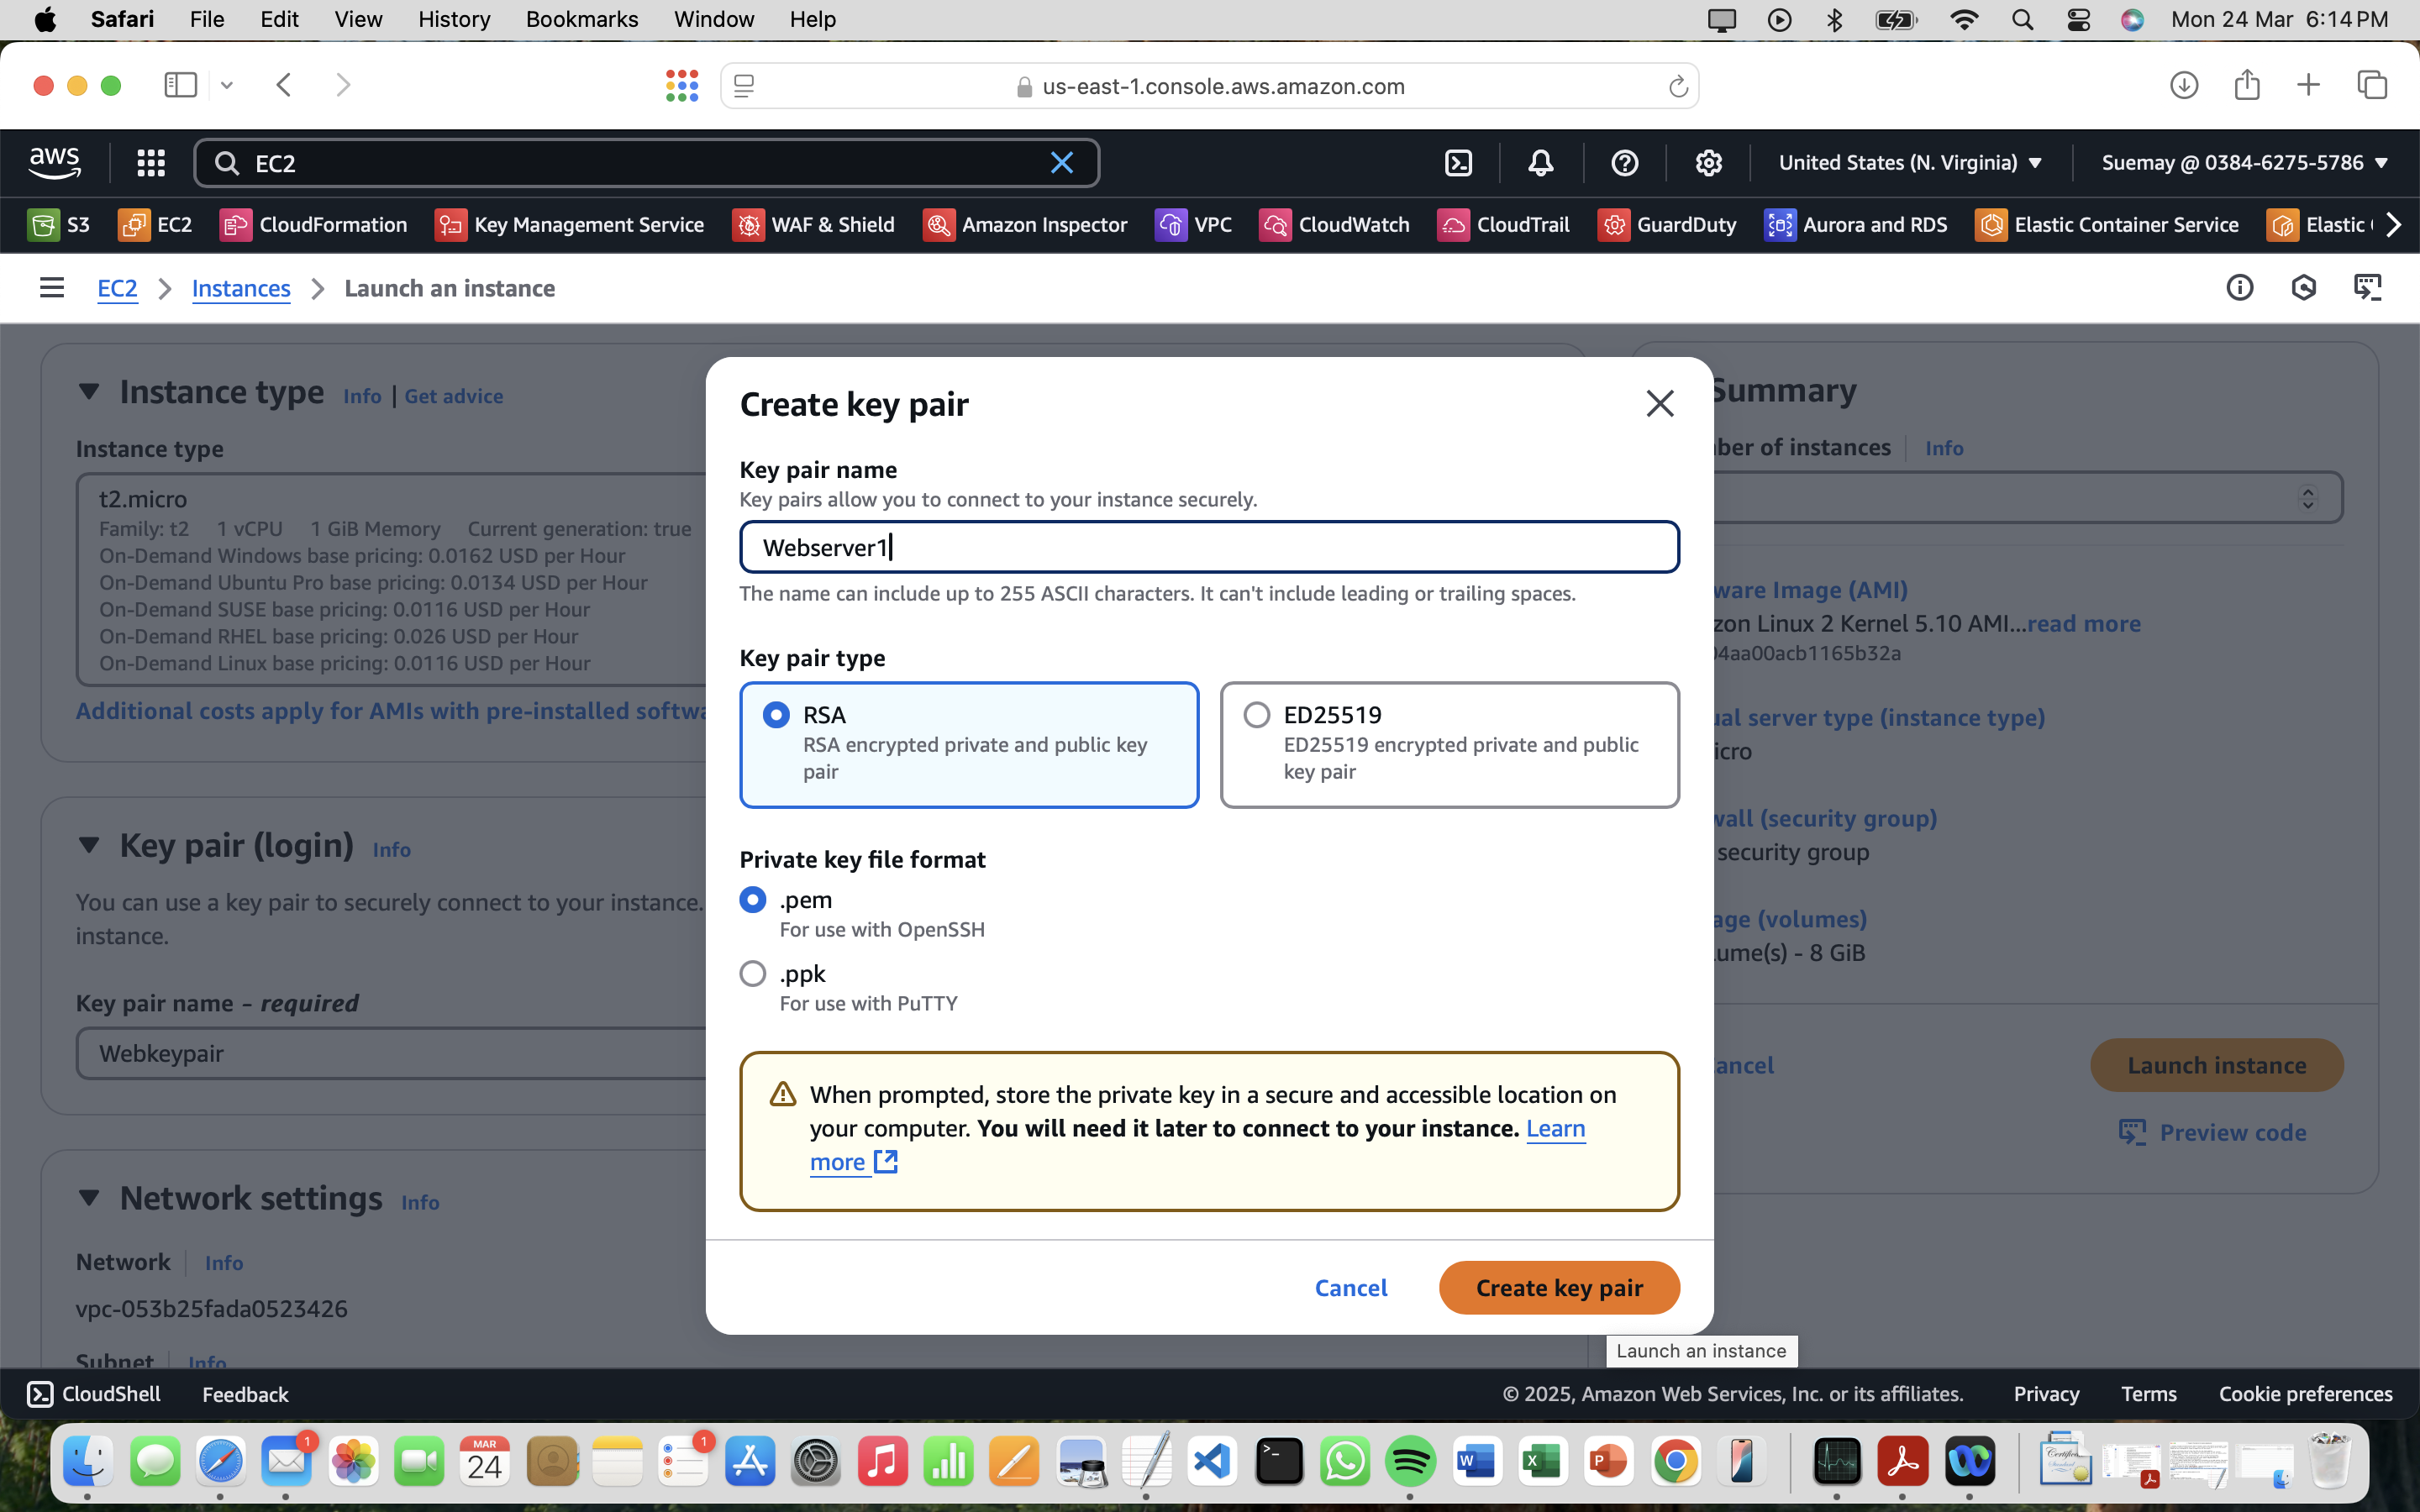 Safari File Edit View History Bookmarks Window Help Mon 24 Mar 6:14 PM
us-east-1.console.aws.amazon.com
aws EC2 United States (N. Virginia) Suemay @ 0384-6275-5786
S3 EC2 CloudFormation Key Management Service WAF & Shield Amazon Inspector VPC CloudWatch CloudTrail GuardDuty Aurora and RDS Elastic Container Service Elastic
EC2 Instances Launch an instance
Instance type Info | Get advice
Instance type
t2.micro
Family: t2 1 vCPU 1 GiB Memory Current generation: true
On-Demand Windows base pricing: 0.0162 USD per Hour
On-Demand Ubuntu Pro base pricing: 0.0134 USD per Hour
On-Demand SUSE base pricing: 0.0116 USD per Hour
On-Demand RHEL base pricing: 0.026 USD per Hour
On-Demand Linux base pricing: 0.0116 USD per Hour
Additional costs apply for AMIs with pre-installed
Key pair (login) Info
You can use a key pair to securely connect to your instance.
instance.
Key pair name – required
Webkeypair
Network settings Info
Network Info
vpc-053b25fada0523426
Subnet Info
Create key pair
Key pair name
Key pairs allow you to connect to your instance securely.
Webserver1
The name can include up to 255 ASCII characters. It can't include leading or trailing spaces.
Key pair type
RSA
RSA encrypted private and public key
pair
ED25519
ED25519 encrypted private and public
key pair
Private key file format
.pem
For use with OpenSSH
.ppk
For use with PuTTY
When prompted, store the private key in a secure and accessible location on
your computer. You will need it later to connect to your instance. Learn
more
Cancel Create key pair
Launch an instance
Summary
of instances Info
Image (AMI)
Linux 2 Kernel 5.10 AMI...read more
4aa00acb1165b32a
server type (instance type)
(security group)
security group
(volumes)
- 8 GiB
Launch instance
Preview code
CloudShell Feedback © 2025, Amazon Web Services, Inc. or its affiliates. Privacy Terms Cookie preferences
1
MAR
24
1